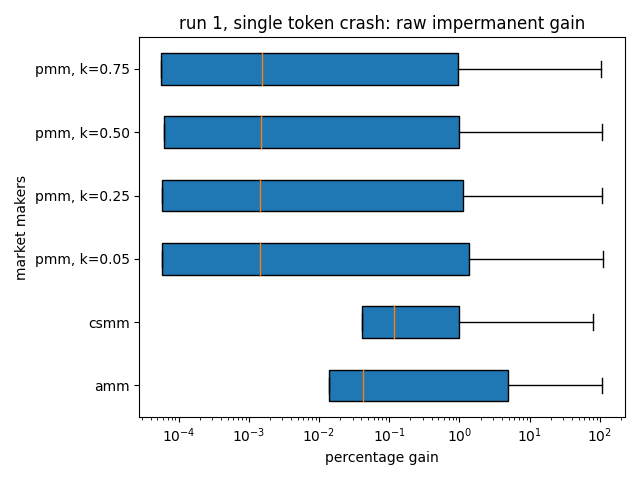 run 1, single token crash: raw impermanent gain
pmm, k=0.75
pmm, k=0.50
pmm, k=0.25
pmm, k=0.05
csmm
amm
market makers
10⁻⁴ 10⁻³ 10⁻² 10⁻¹ 10⁰ 10¹ 10²
percentage gain